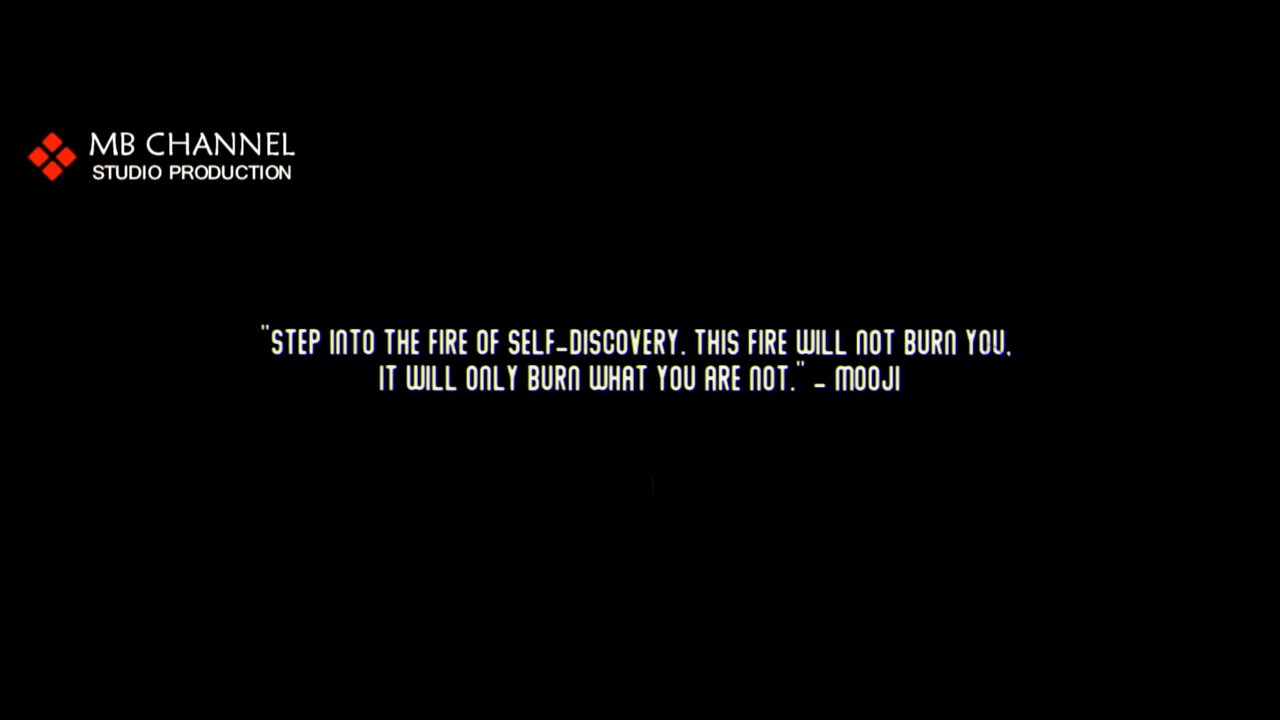 MB CHANNEL
STUDIO PRODUCTION
"STEP INTO THE FIRE OF SELF-DISCOVERY. THIS FIRE WILL NOT BURN YOU,
IT WILL ONLY BURN WHAT YOU ARE NOT." - MOOJI